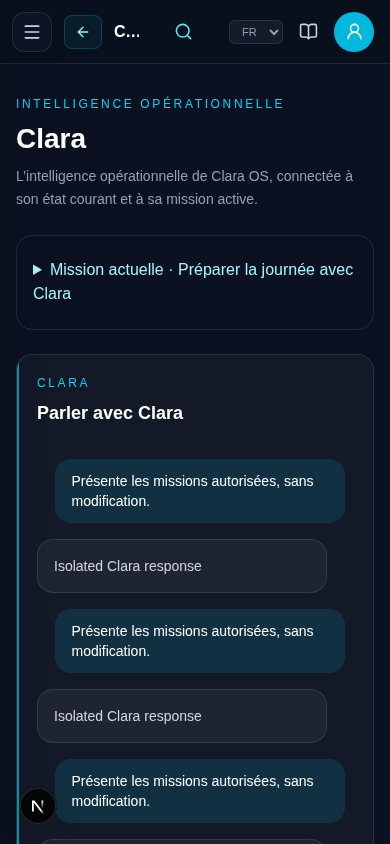 C...
FR
INTELLIGENCE OPÉRATIONNELLE
Clara
L'intelligence opérationnelle de Clara OS, connectée à
son état courant et à sa mission active.
Mission actuelle · Préparer la journée avec
Clara
CLARA
Parler avec Clara
Présente les missions autorisées, sans
modification.
Isolated Clara response
Présente les missions autorisées, sans
modification.
Isolated Clara response
Présente les missions autorisées, sans
modification.
N